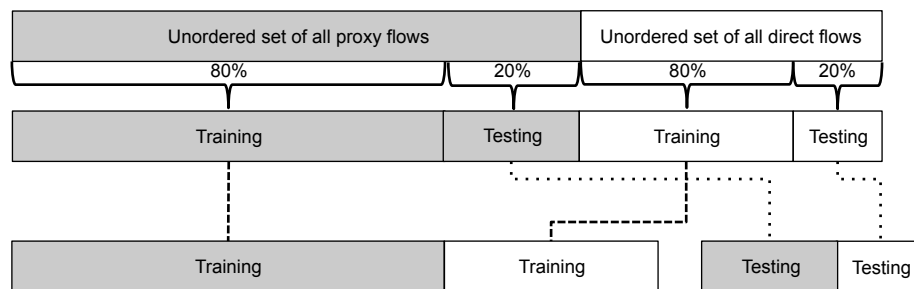 Unordered set of all proxy flows Unordered set of all direct flows
80% 20% 80% 20%
Training Testing Training Testing
Training Training Testing Testing